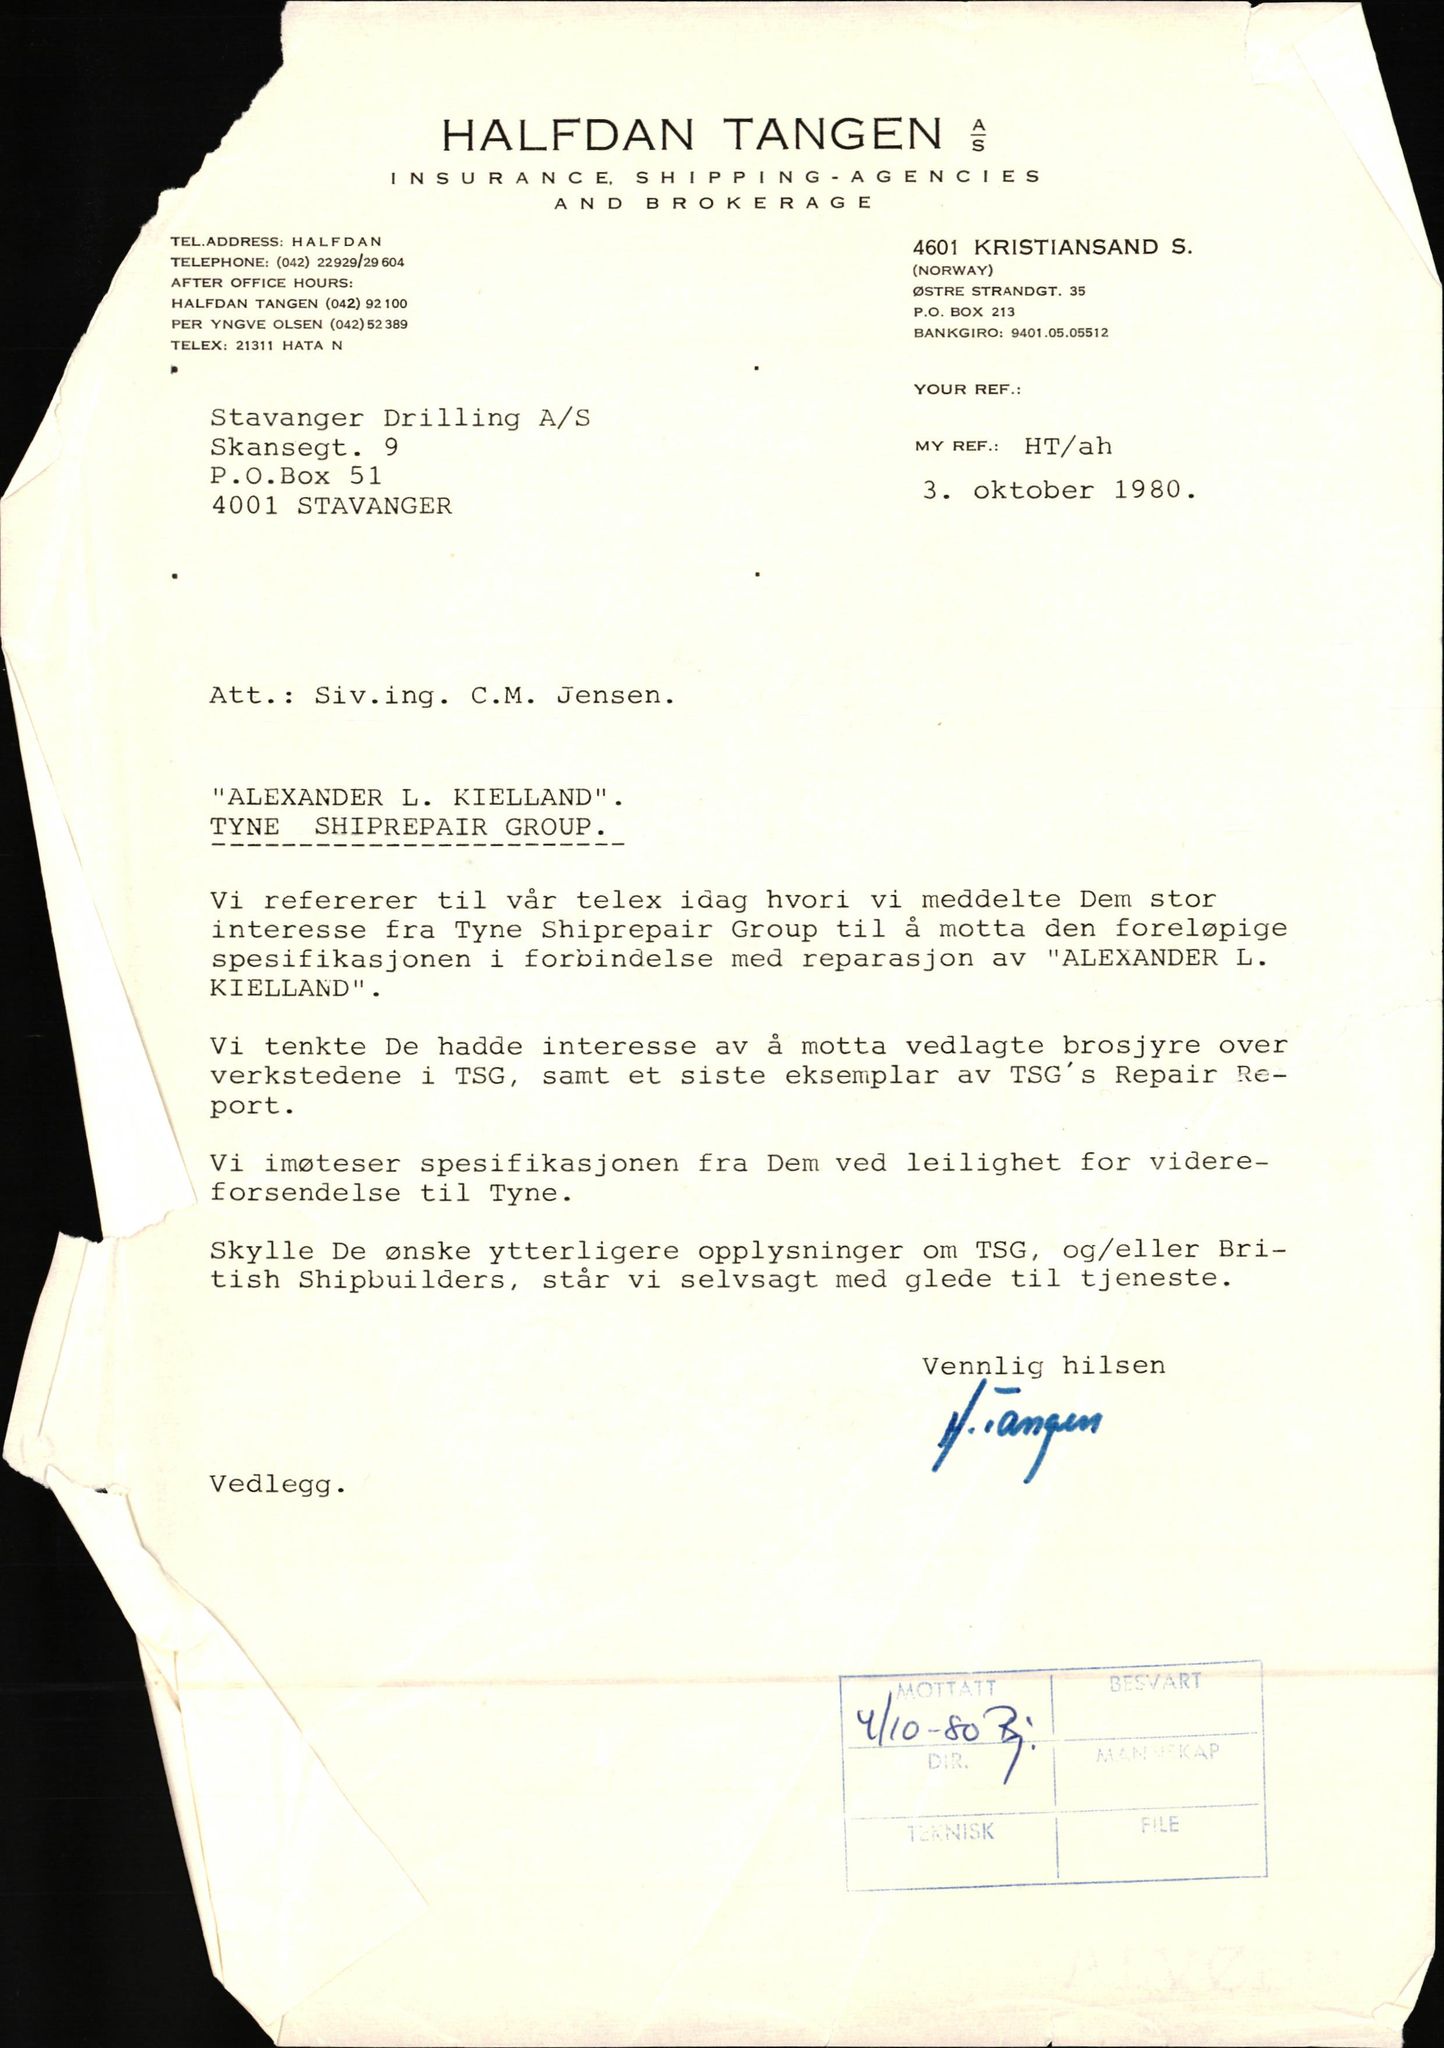 HALFDAN TANGEN A/S
INSURANCE, SHIPPING-AGENCIES
AND BROKERAGE
TEL.ADDRESS: HALFDAN
TELEPHONE: (042) 22929/29604
AFTER OFFICE HOURS:
HALFDAN TANGEN (042) 92100
PER YNGVE OLSEN (042) 52389
TELEX: 21311 HATA N
4601 KRISTIANSAND S.
(NORWAY)
ØSTRE STRANDGT. 35
P.O. BOX 213
BANKGIRO: 9401.05.05512
YOUR REF.:
MY REF.: HT/ah
3. oktober 1980.
Stavanger Drilling A/S
Skansegt. 9
P.O.Box 51
4001 STAVANGER
Att.: Siv.ing. C.M. Jensen.
"ALEXANDER L. KIELLAND".
TYNE SHIPREPAIR GROUP.
Vi refererer til vår telex idag hvori vi meddelte Dem stor
interesse fra Tyne Shiprepair Group til å motta den foreløpige
spesifikasjonen i forbindelse med reparasjon av "ALEXANDER L.
KIELLAND".
Vi tenkte De hadde interesse av å motta vedlagte brosjyre over
verkstedene i TSG, samt et siste eksemplar av TSG's Repair Re-
port.
Vi imøteser spesifikasjonen fra Dem ved leilighet for videre-
forsendelse til Tyne.
Skylle De ønske ytterligere opplysninger om TSG, og/eller Bri-
tish Shipbuilders, står vi selvsagt med glede til tjeneste.
Vennlig hilsen
H. Tangen
Vedlegg.
MOTTATT BESVART
4/10-80
DIR. MANNSKAP
TEKNISK FILE